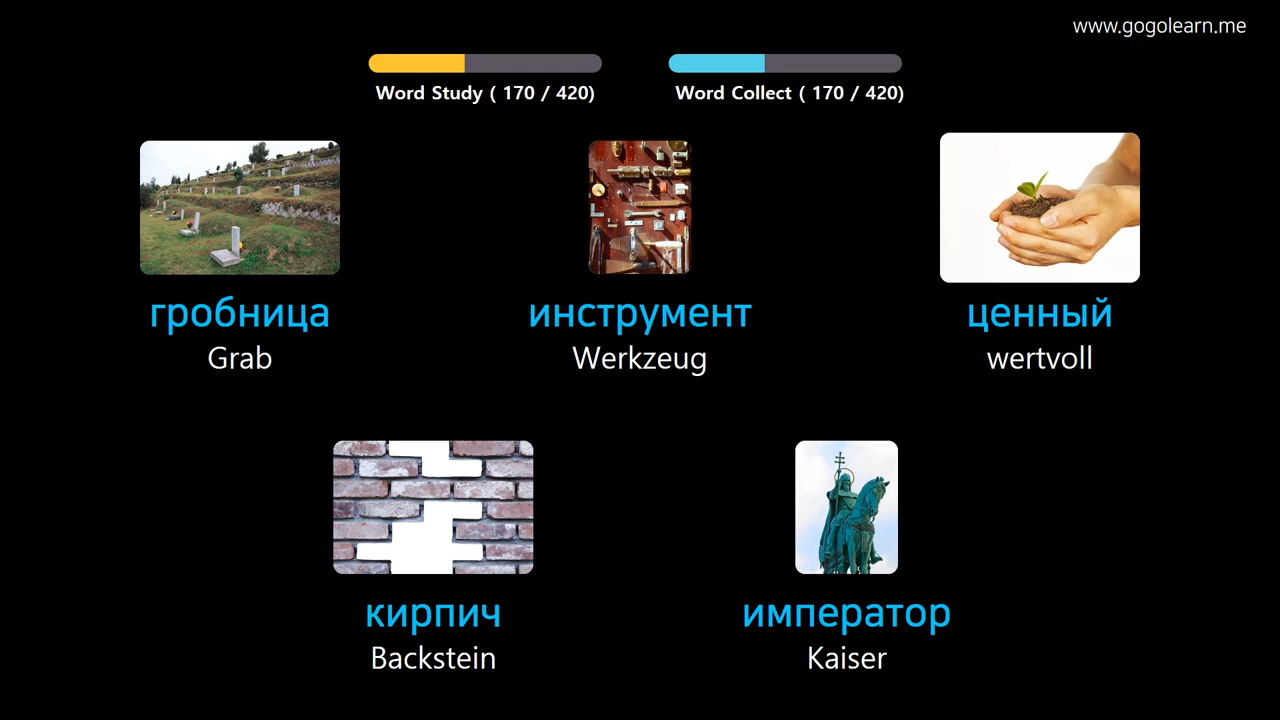 www.gogolearn.me
Word Study ( 170 / 420)
Word Collect ( 170 / 420)
гробница
Grab
инструмент
Werkzeug
ценный
wertvoll
кирпич
Backstein
император
Kaiser